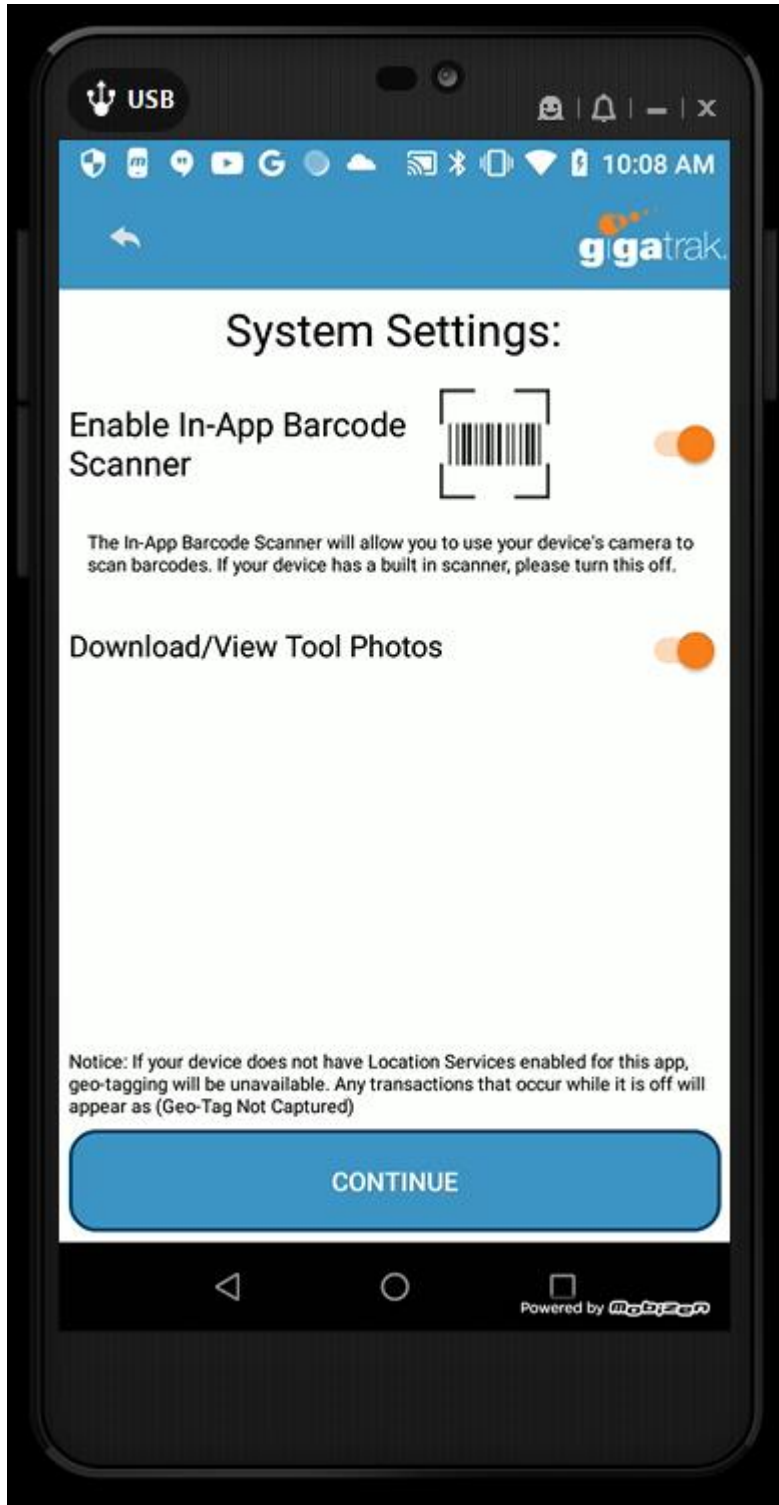 USB
10:08 AM
gigatrak.
System Settings:
Enable In-App Barcode
Scanner
The In-App Barcode Scanner will allow you to use your device's camera to
scan barcodes. If your device has a built in scanner, please turn this off.
Download/View Tool Photos
Notice: If your device does not have Location Services enabled for this app,
geo-tagging will be unavailable. Any transactions that occur while it is off will
appear as (Geo-Tag Not Captured)
CONTINUE
Powered by Mobizen